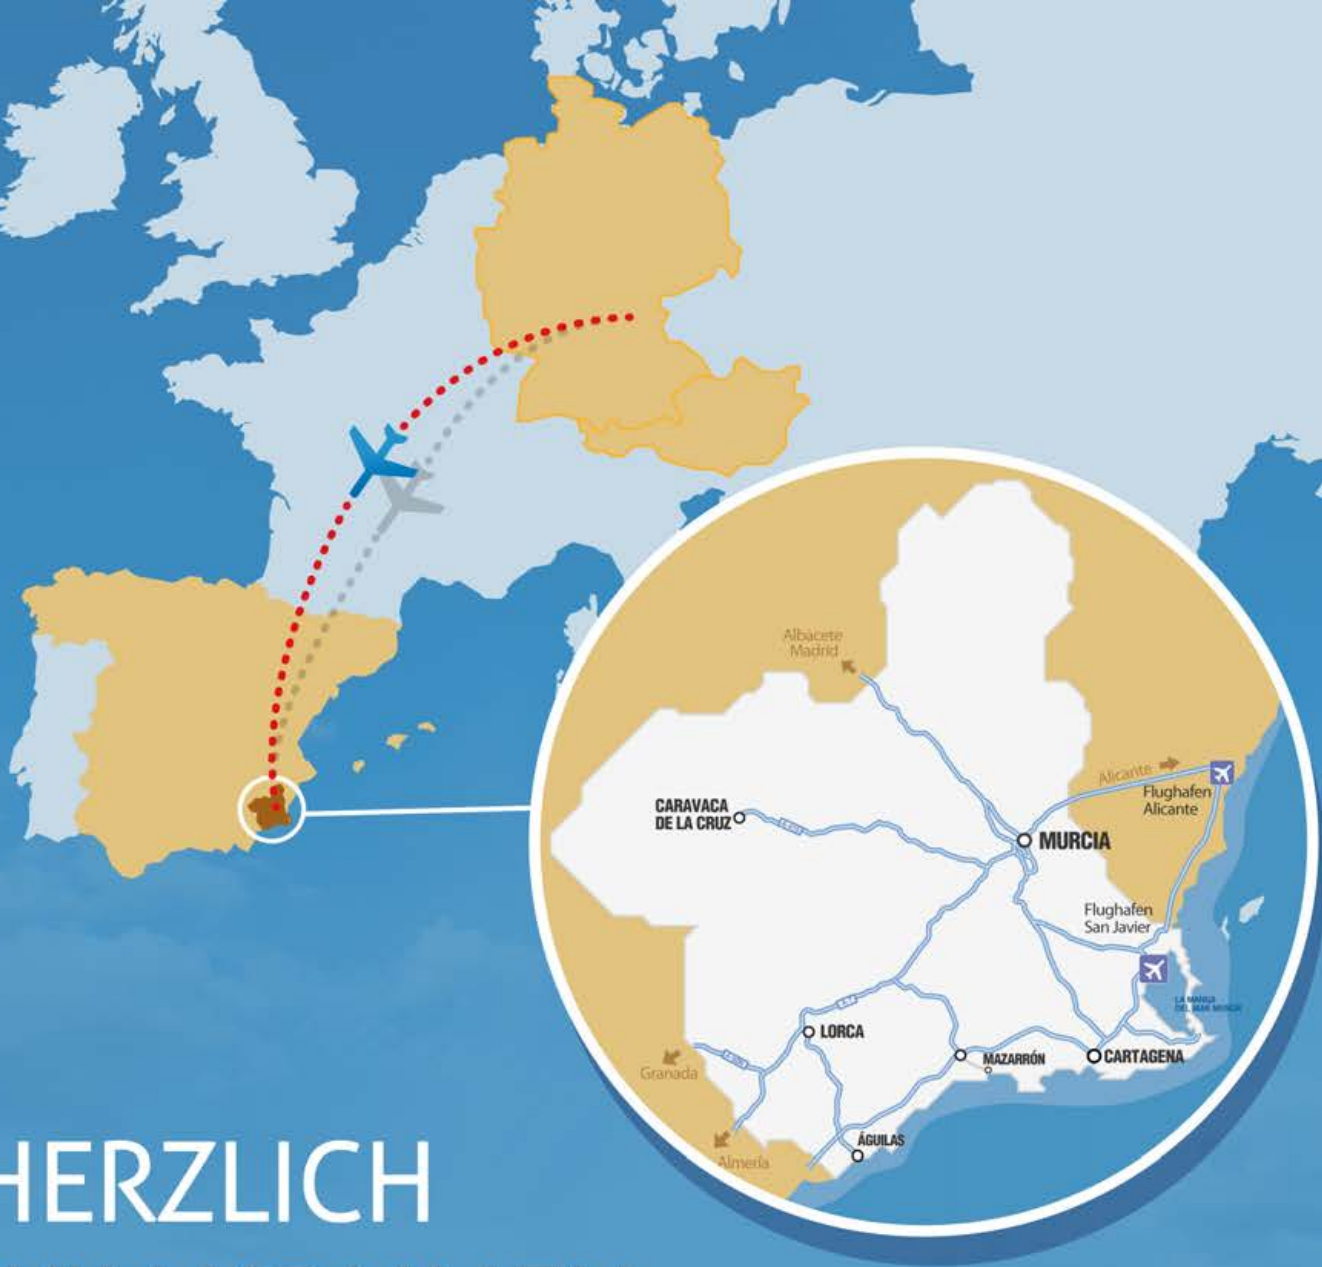 Albacete
Madrid
Alicante
Flughafen
Alicante
CARAVACA
DE LA CRUZ
MURCIA
Flughafen
San Javier
LA MANGA
DEL MAR MENOR
LORCA
MAZARRÓN
CARTAGENA
Granada
ÁGUILAS
Almería
HERZLICH